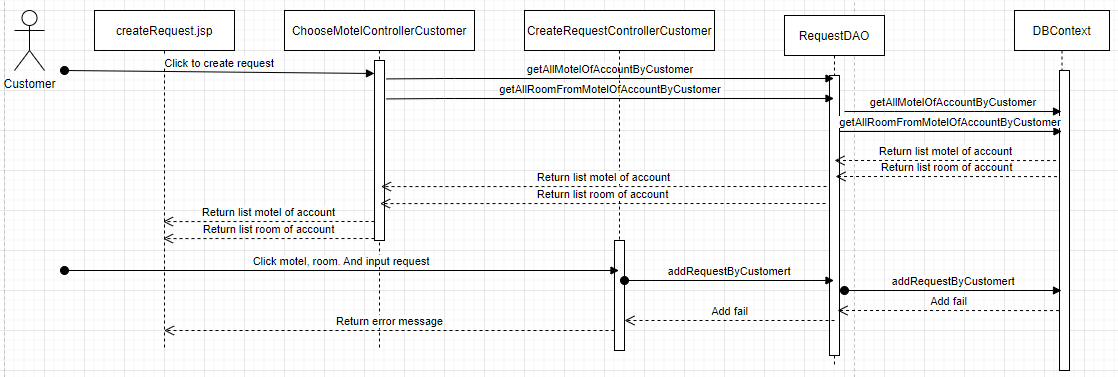 createRequest.jsp
ChooseMotelControllerCustomer
CreateRequestControllerCustomer
RequestDAO
DBContext
Customer
Click to create request
getAllMotelOfAccountByCustomer
getAllRoomFromMotelOfAccountByCustomer
getAllMotelOfAccountByCustomer
getAllRoomFromMotelOfAccountByCustomer
Return list motel of account
Return list room of account
Return list motel of account
Return list room of account
Return list motel of account
Return list room of account
Click motel, room. And input request
addRequestByCustomert
addRequestByCustomert
Add fail
Add fail
Return error message